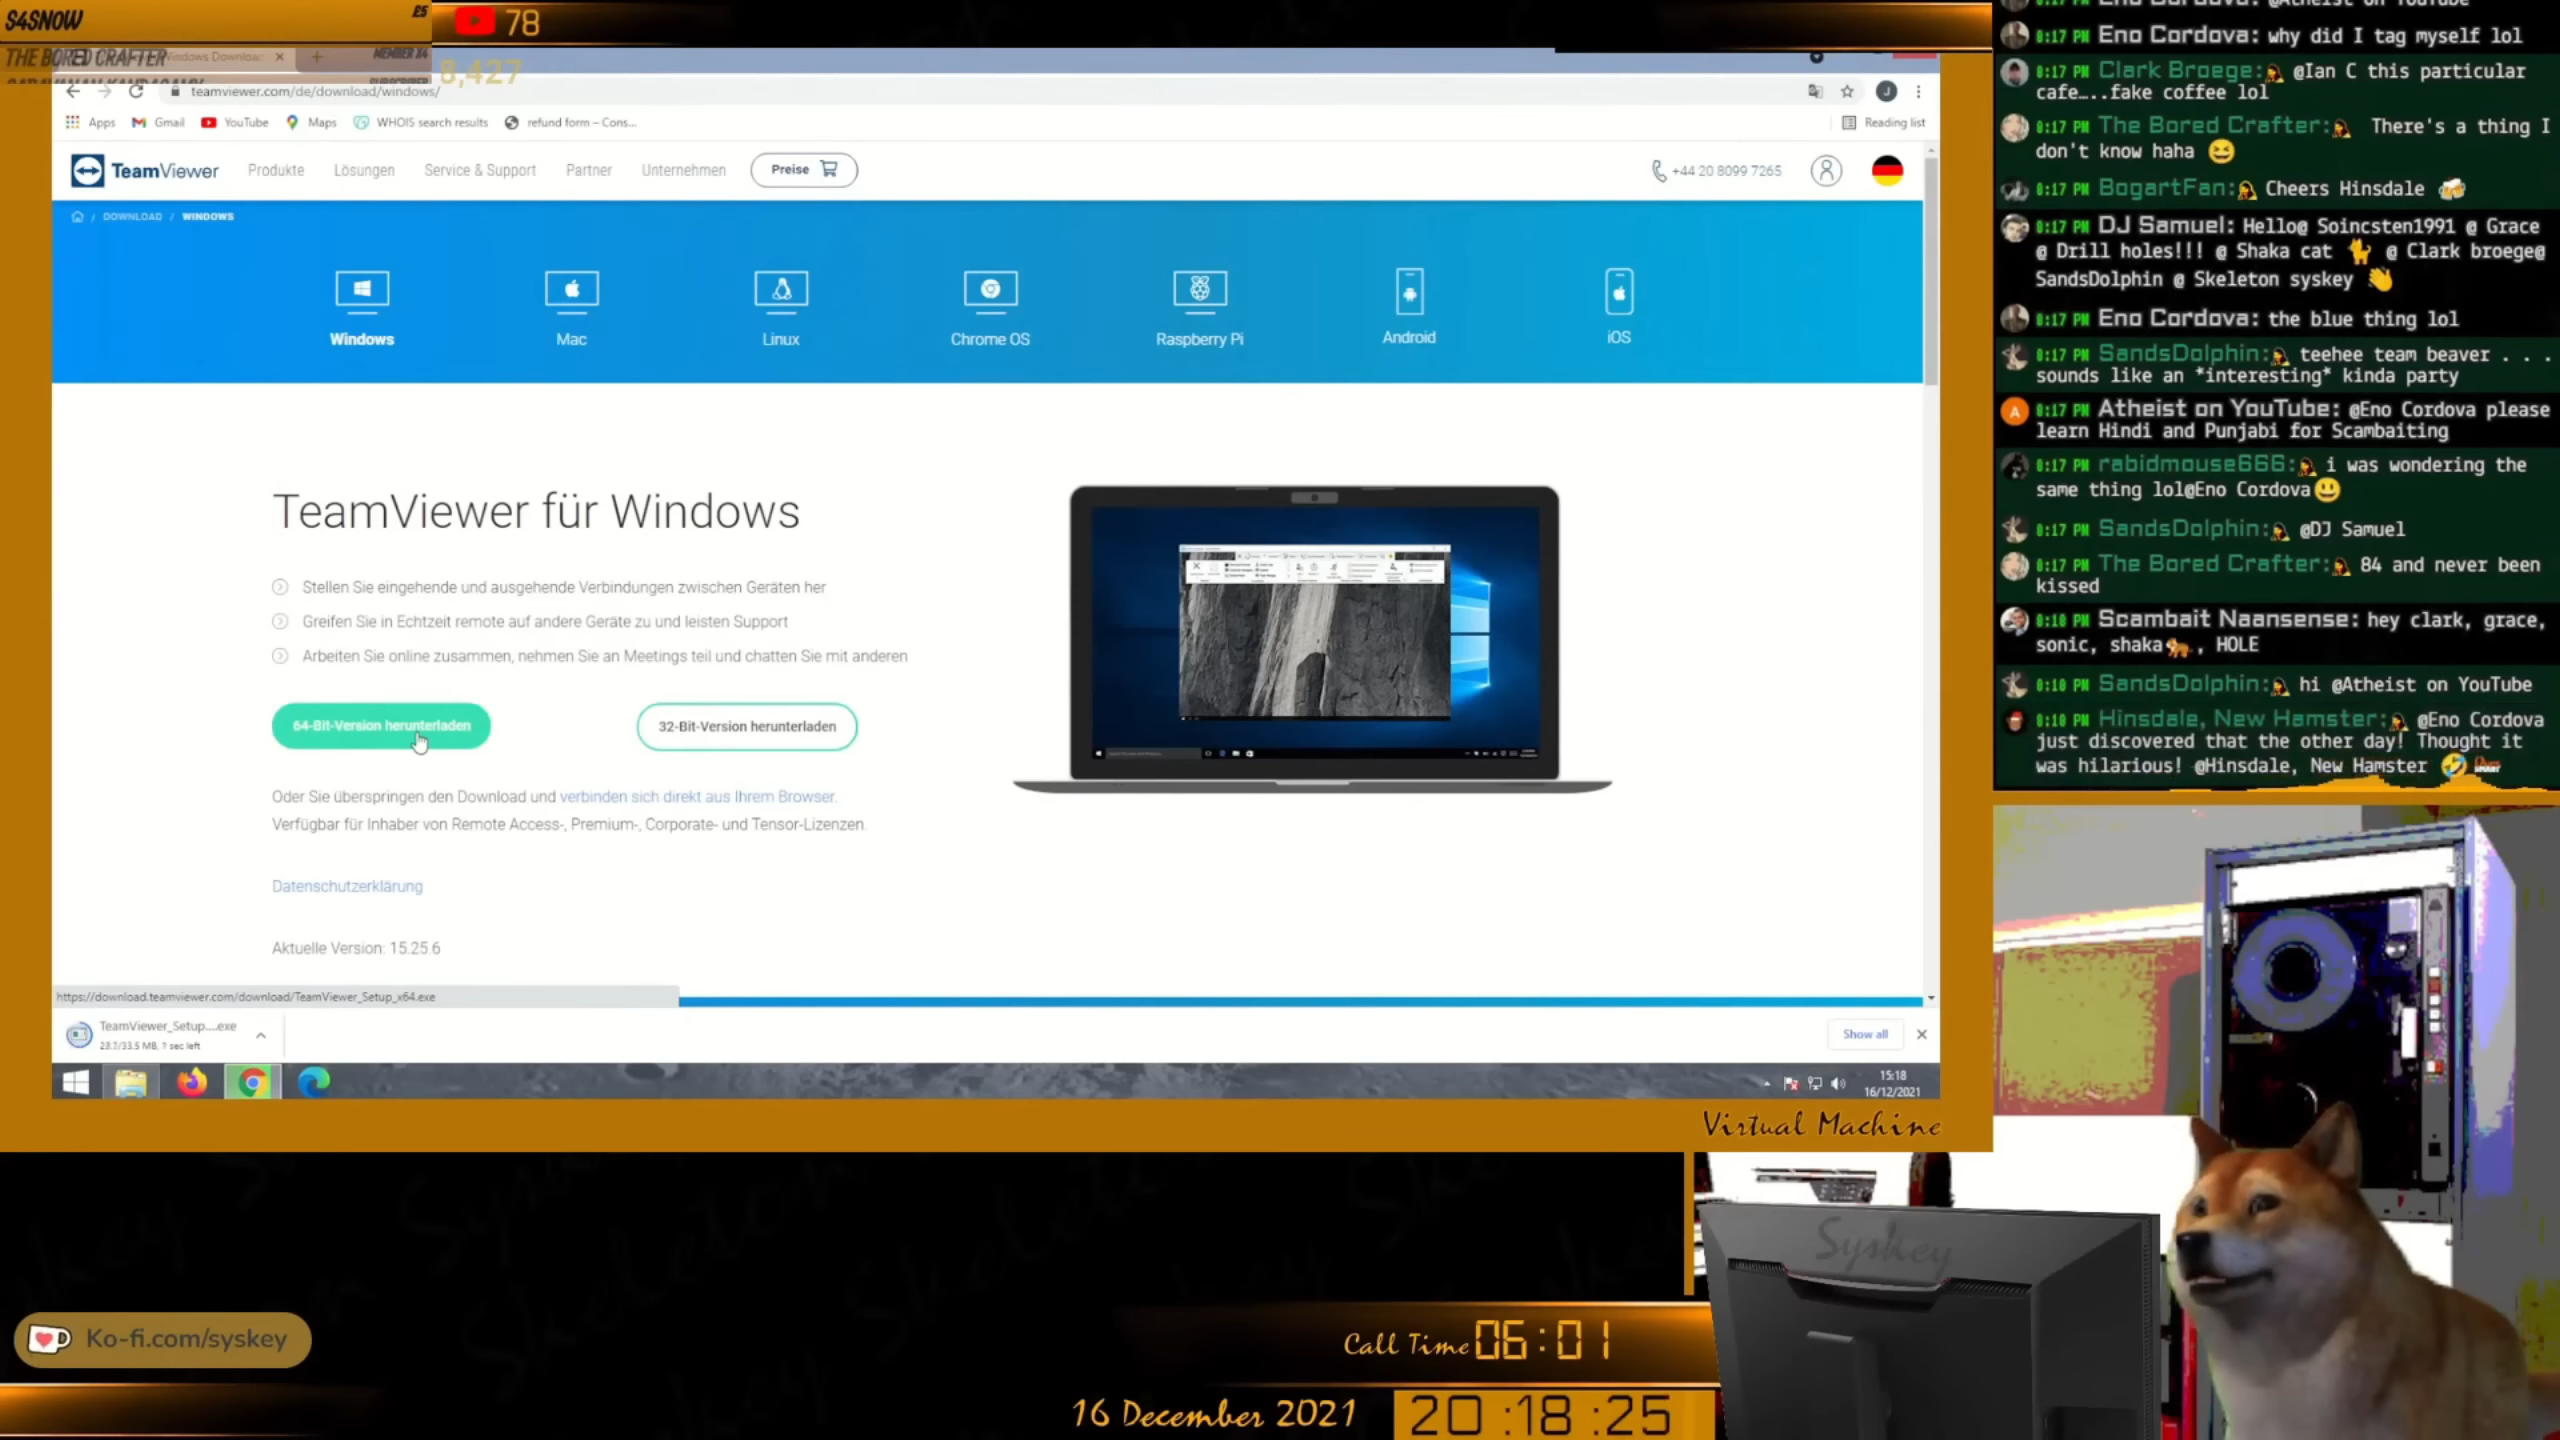 S4SNOW £5
THE BORED CRAFTER MEMBER X4
78
8,427
teamviewer.com/de/download/windows/
Apps Gmail YouTube Maps WHOIS search results refund form – Cons... Reading list
TeamViewer Produkte Lösungen Service & Support Partner Unternehmen Preise +44 20 8099 7265
/ DOWNLOAD / WINDOWS
Windows Mac Linux Chrome OS Raspberry Pi Android iOS
TeamViewer für Windows
Stellen Sie eingehende und ausgehende Verbindungen zwischen Geräten her
Greifen Sie in Echtzeit remote auf andere Geräte zu und leisten Support
Arbeiten Sie online zusammen, nehmen Sie an Meetings teil und chatten Sie mit anderen
64-Bit-Version herunterladen 32-Bit-Version herunterladen
Oder Sie überspringen den Download und verbinden sich direkt aus Ihrem Browser.
Verfügbar für Inhaber von Remote Access-, Premium-, Corporate- und Tensor-Lizenzen.
Datenschutzerklärung
Aktuelle Version: 15.25.6
https://download.teamviewer.com/download/TeamViewer_Setup_x64.exe
TeamViewer_Setup....exe
23.7/33.5 MB, 1 sec left
Show all
15:18
16/12/2021
Virtual Machine
8:17 PM Eno Cordova: why did I tag myself lol
8:17 PM Clark Broege: @Ian C this particular
cafe....fake coffee lol
8:17 PM The Bored Crafter: There's a thing I
don't know haha 😆
8:17 PM BogartFan: Cheers Hinsdale 🍻
8:17 PM DJ Samuel: Hello@ Soincsten1991 @ Grace
@ Drill holes!!! @ Shaka cat 🐈 @ Clark broege@
SandsDolphin @ Skeleton syskey 👋
8:17 PM Eno Cordova: the blue thing lol
8:17 PM SandsDolphin: teehee team beaver . . .
sounds like an *interesting* kinda party
A 8:17 PM Atheist on YouTube: @Eno Cordova please
learn Hindi and Punjabi for Scambaiting
8:17 PM rabidmouse666: i was wondering the
same thing lol@Eno Cordova😃
8:17 PM SandsDolphin: @DJ Samuel
8:17 PM The Bored Crafter: 84 and never been
kissed
8:18 PM Scambait Naansense: hey clark, grace,
sonic, shaka🐅, HOLE
8:18 PM SandsDolphin: hi @Atheist on YouTube
8:18 PM Hinsdale, New Hamster: @Eno Cordova
just discovered that the other day! Thought it
was hilarious! @Hinsdale, New Hamster 🤣
Syskey
Ko-fi.com/syskey
Call Time 06:01
16 December 2021 20:18:25